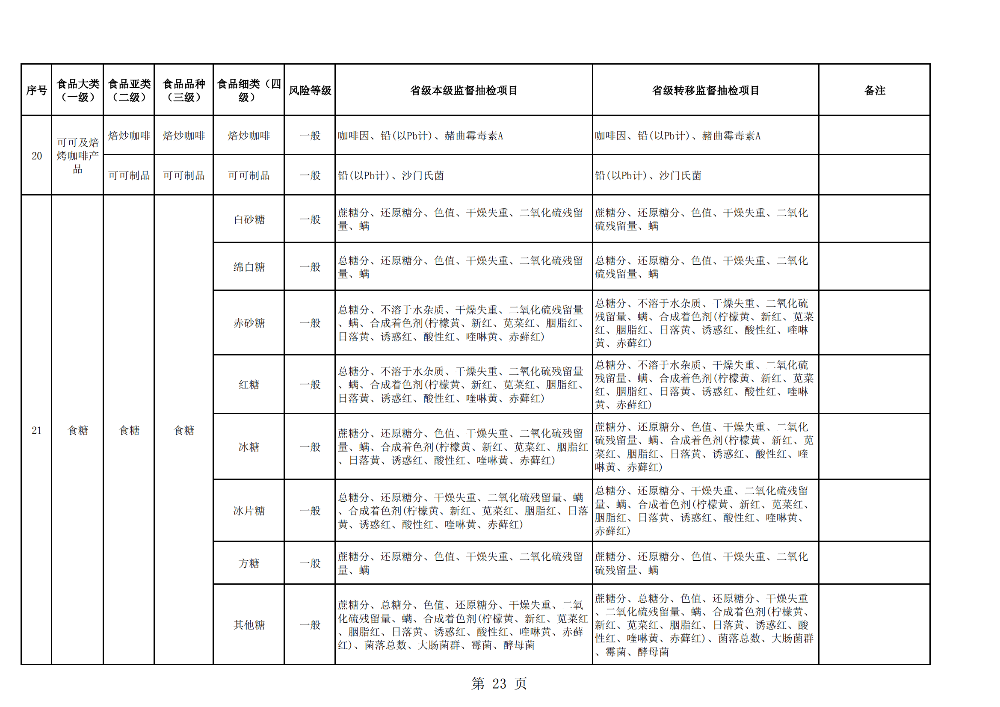 序号
食品大类
（一级）
食品亚类
（二级）
食品品种
（三级）
食品细类（四
级）
风险等级
省级本级监督抽检项目
省级转移监督抽检项目
备注
20
可可及焙
烤咖啡产
品
焙炒咖啡
焙炒咖啡
焙炒咖啡
一般
咖啡因、铅(以Pb计)、赭曲霉毒素A
咖啡因、铅(以Pb计)、赭曲霉毒素A
可可制品
可可制品
可可制品
一般
铅(以Pb计)、沙门氏菌
铅(以Pb计)、沙门氏菌
21
食糖
食糖
食糖
白砂糖
一般
蔗糖分、还原糖分、色值、干燥失重、二氧化硫残留
量、螨
蔗糖分、还原糖分、色值、干燥失重、二氧化
硫残留量、螨
绵白糖
一般
总糖分、还原糖分、色值、干燥失重、二氧化硫残留
量、螨
总糖分、还原糖分、色值、干燥失重、二氧化
硫残留量、螨
赤砂糖
一般
总糖分、不溶于水杂质、干燥失重、二氧化硫残留量
、螨、合成着色剂(柠檬黄、新红、苋菜红、胭脂红、
日落黄、诱惑红、酸性红、喹啉黄、赤藓红)
总糖分、不溶于水杂质、干燥失重、二氧化硫
残留量、螨、合成着色剂(柠檬黄、新红、苋菜
红、胭脂红、日落黄、诱惑红、酸性红、喹啉
黄、赤藓红)
红糖
一般
总糖分、不溶于水杂质、干燥失重、二氧化硫残留量
、螨、合成着色剂(柠檬黄、新红、苋菜红、胭脂红、
日落黄、诱惑红、酸性红、喹啉黄、赤藓红)
总糖分、不溶于水杂质、干燥失重、二氧化硫
残留量、螨、合成着色剂(柠檬黄、新红、苋菜
红、胭脂红、日落黄、诱惑红、酸性红、喹啉
黄、赤藓红)
冰糖
一般
蔗糖分、还原糖分、色值、干燥失重、二氧化硫残留
量、螨、合成着色剂(柠檬黄、新红、苋菜红、胭脂红
、日落黄、诱惑红、酸性红、喹啉黄、赤藓红)
蔗糖分、还原糖分、色值、干燥失重、二氧化
硫残留量、螨、合成着色剂(柠檬黄、新红、苋
菜红、胭脂红、日落黄、诱惑红、酸性红、喹
啉黄、赤藓红)
冰片糖
一般
总糖分、还原糖分、干燥失重、二氧化硫残留量、螨
、合成着色剂(柠檬黄、新红、苋菜红、胭脂红、日落
黄、诱惑红、酸性红、喹啉黄、赤藓红)
总糖分、还原糖分、干燥失重、二氧化硫残留
量、螨、合成着色剂(柠檬黄、新红、苋菜红、
胭脂红、日落黄、诱惑红、酸性红、喹啉黄、
赤藓红)
方糖
一般
蔗糖分、还原糖分、色值、干燥失重、二氧化硫残留
量、螨
蔗糖分、还原糖分、色值、干燥失重、二氧化
硫残留量、螨
其他糖
一般
蔗糖分、总糖分、色值、还原糖分、干燥失重、二氧
化硫残留量、螨、合成着色剂(柠檬黄、新红、苋菜红
、胭脂红、日落黄、诱惑红、酸性红、喹啉黄、赤藓
红)、菌落总数、大肠菌群、霉菌、酵母菌
蔗糖分、总糖分、色值、还原糖分、干燥失重
、二氧化硫残留量、螨、合成着色剂(柠檬黄、
新红、苋菜红、胭脂红、日落黄、诱惑红、酸
性红、喹啉黄、赤藓红)、菌落总数、大肠菌群
、霉菌、酵母菌
第 23 页